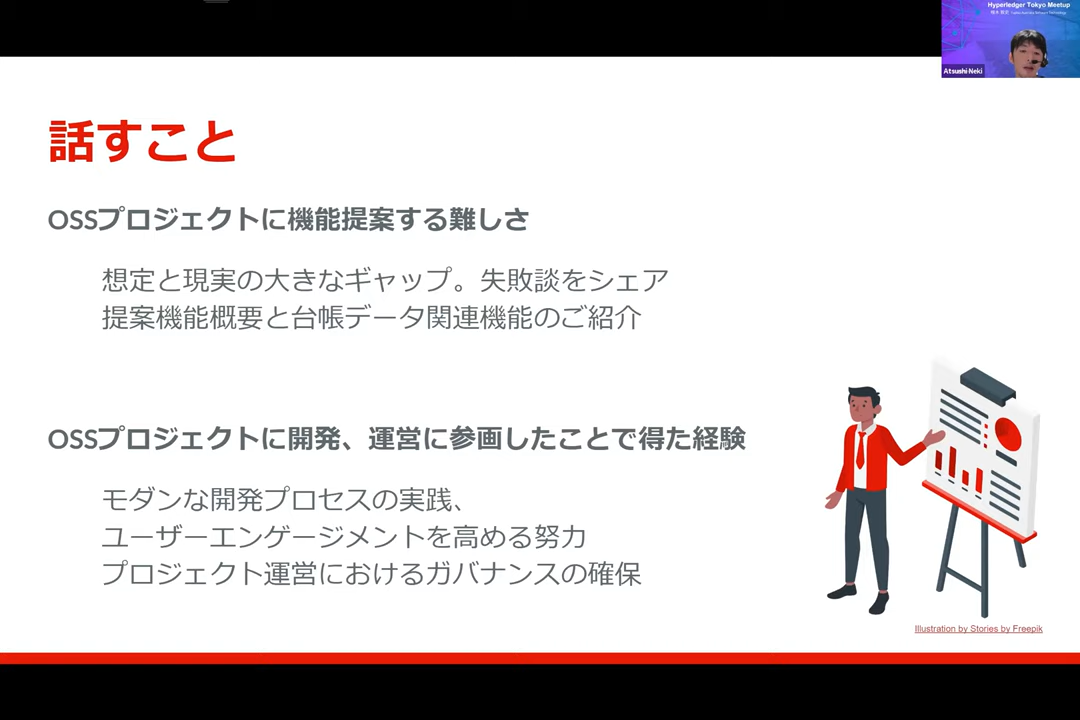 Hyperledger Tokyo Meetup
Atsushi Neki
話すこと
OSSプロジェクトに機能提案する難しさ
想定と現実の大きなギャップ。失敗談をシェア
提案機能概要と台帳データ関連機能のご紹介
OSSプロジェクトに開発、運営に参画したことで得た経験
モダンな開発プロセスの実践、
ユーザーエンゲージメントを高める努力
プロジェクト運営におけるガバナンスの確保
Illustration by Stories by Freepik